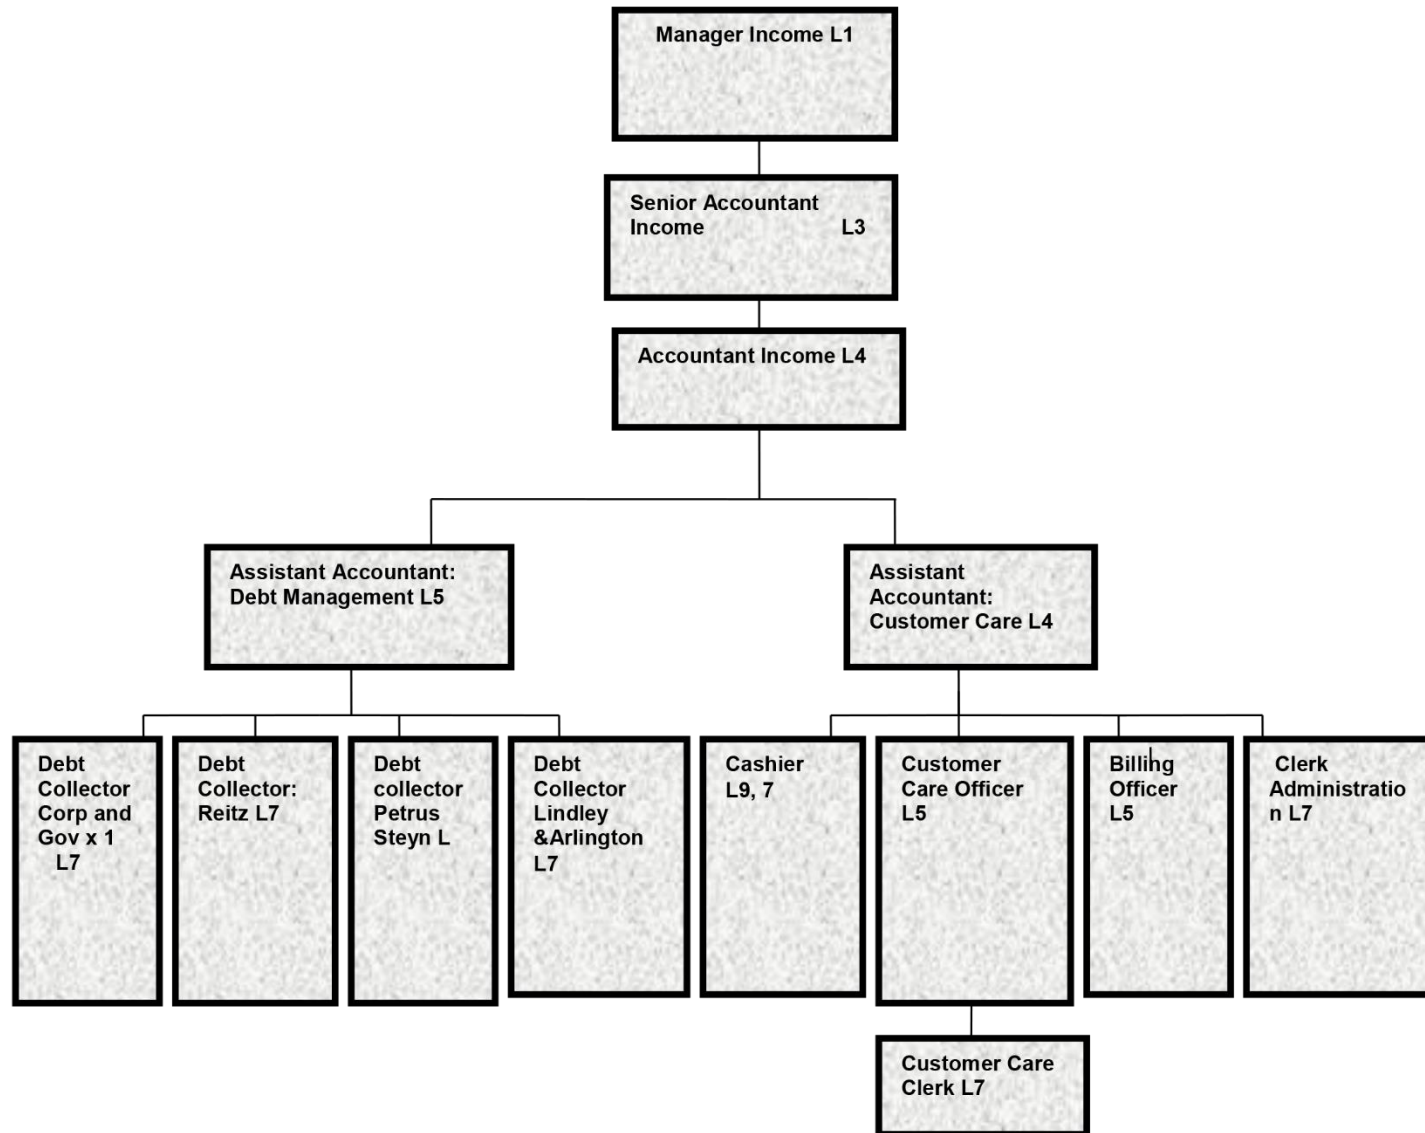 Manager Income L1
Senior Accountant
Income L3
Accountant Income L4
Assistant Accountant:
Debt Management L5
Assistant
Accountant:
Customer Care L4
Debt
Collector
Corp and
Gov x 1
L7
Debt
Collector:
Reitz L7
Debt
collector
Petrus
Steyn L
Debt
Collector
Lindley
&Arlington
L7
Cashier
L9, 7
Customer
Care Officer
L5
Billing
Officer
L5
Clerk
Administratio
n L7
Customer Care
Clerk L7